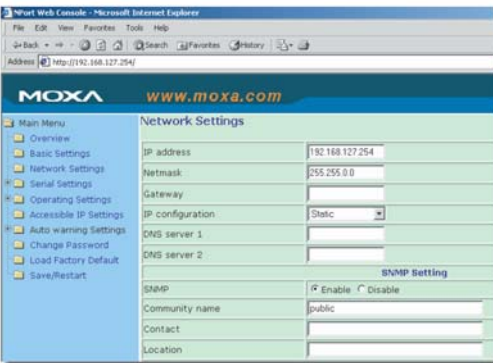 NPort Web Console - Microsoft Internet Explorer
File Edit View Favorites Tools Help
Back Search Favorites History
Address http://192.168.127.254/
MOXA www.moxa.com
Main Menu
Overview
Basic Settings
Network Settings
Serial Settings
Operating Settings
Accessible IP Settings
Auto warning Settings
Change Password
Load Factory Default
Save/Restart
Network Settings
IP address 192.168.127.254
Netmask 255.255.0.0
Gateway
IP configuration Static
DNS server 1
DNS server 2
SNMP Setting
SNMP Enable Disable
Community name public
Contact
Location